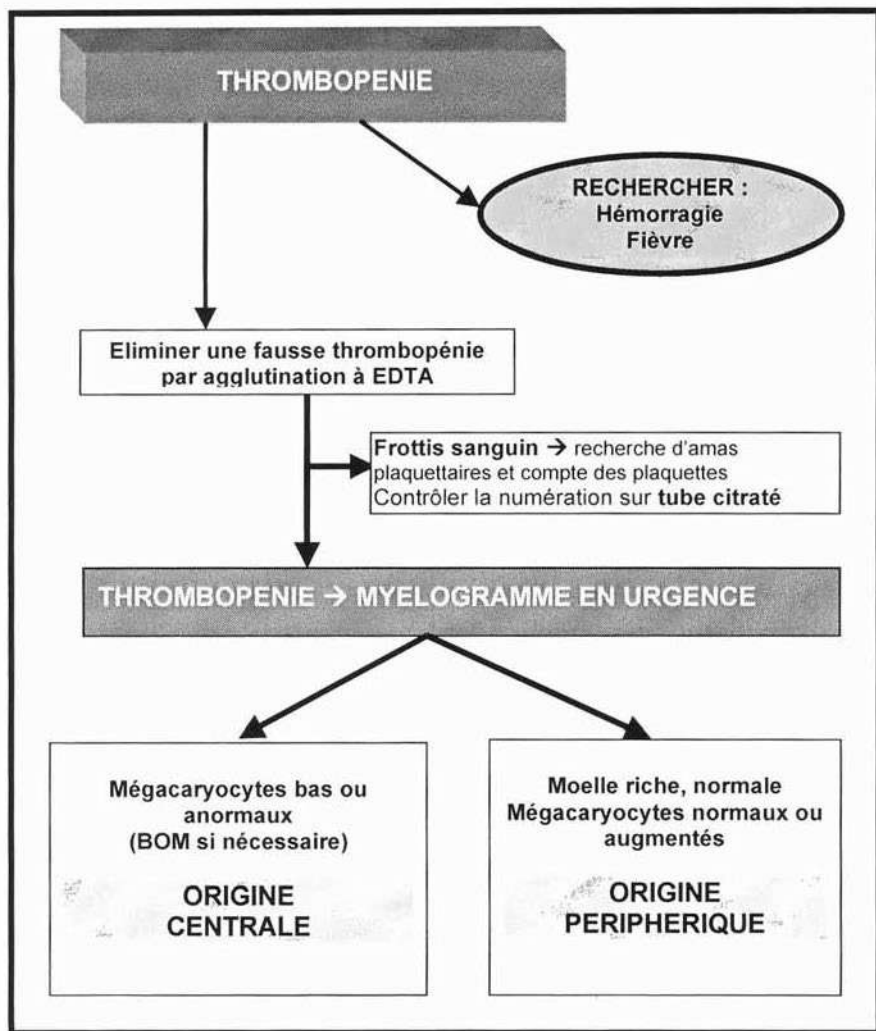 THROMBOPENIE
RECHERCHER :
Hémorragie
Fièvre
Eliminer une fausse thrombopénie
par agglutination à EDTA
Frottis sanguin → recherche d'amas
plaquettaires et compte des plaquettes
Contrôler la numération sur tube citraté
THROMBOPENIE → MYELOGRAMME EN URGENCE
Mégacaryocytes bas ou
anormaux
(BOM si nécessaire)
ORIGINE
CENTRALE
Moelle riche, normale
Mégacaryocytes normaux ou
augmentés
ORIGINE
PERIPHERIQUE